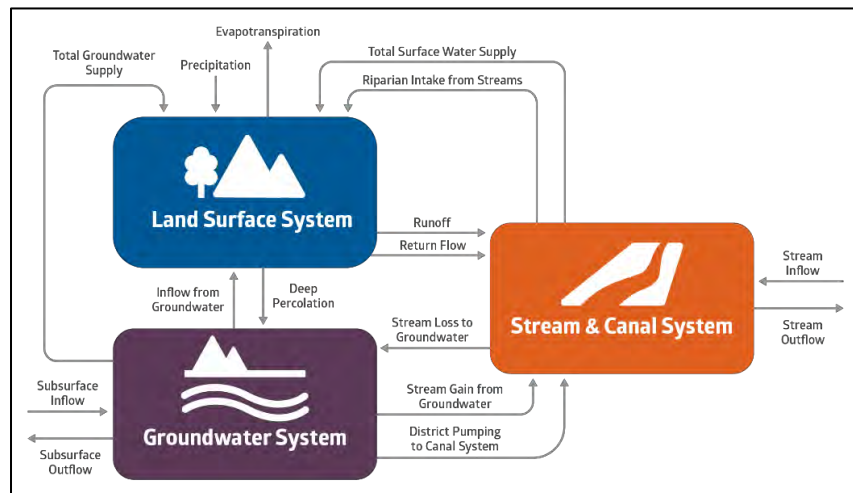 Evapotranspiration
Total Groundwater
Supply
Precipitation
Total Surface Water Supply
Riparian Intake from Streams
Land Surface System
Runoff
Return Flow
Stream
Inflow
Inflow from
Groundwater
Deep
Percolation
Stream & Canal System
Stream
Outflow
Stream Loss to
Groundwater
Subsurface
Inflow
Stream Gain from
Groundwater
Groundwater System
District Pumping
to Canal System
Subsurface
Outflow